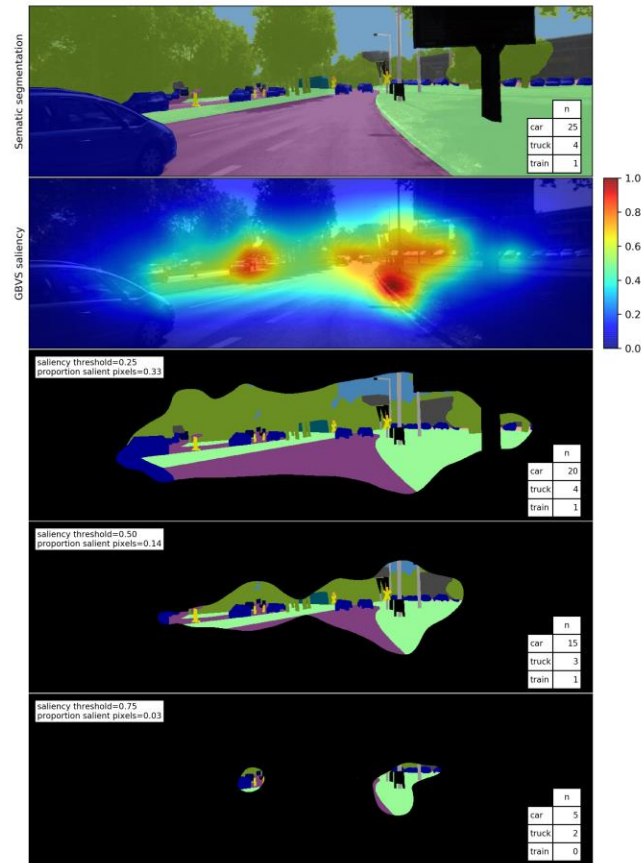 Sematic segmentation
n
car 25
truck 4
train 1
GBVS saliency
1.0
0.8
0.6
0.4
0.2
0.0
saliency threshold=0.25
proportion salient pixels=0.33
n
car 20
truck 4
train 1
saliency threshold=0.50
proportion salient pixels=0.14
n
car 15
truck 3
train 1
saliency threshold=0.75
proportion salient pixels=0.03
n
car 5
truck 2
train 0